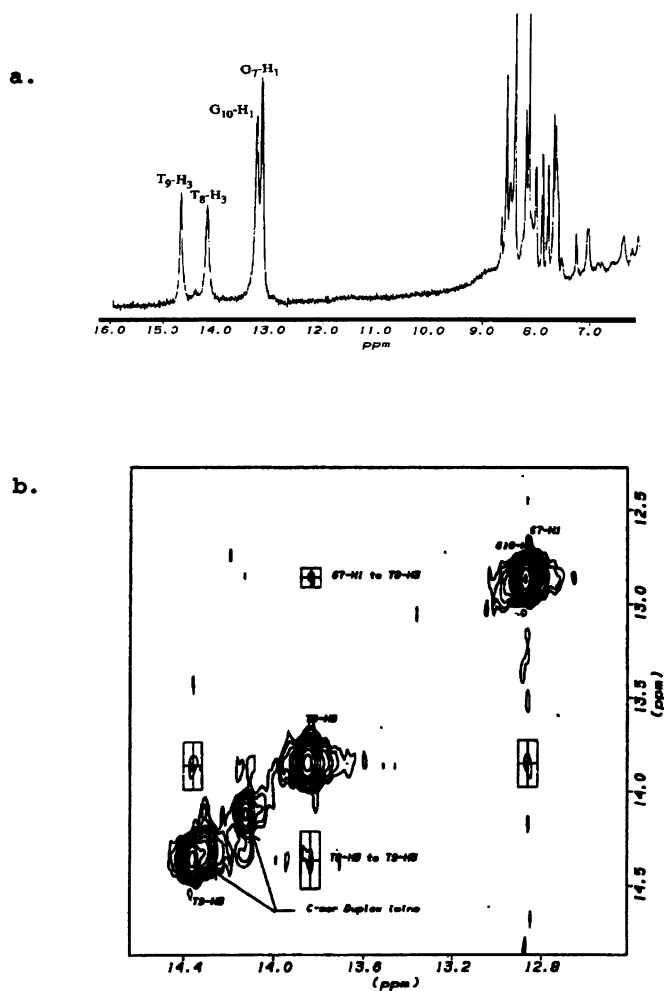 a.
G7-H1
G10-H1
T9-H3
T8-H3
16.0 15.0 14.0 13.0 12.0 11.0 10.0 9.0 8.0 7.0
ppm
b.
12.5
G7-H1
G7-H1 to T8-H3
13.0
13.5
(ppm)
14.0
14.5
T8-H3 to T9-H3
T9-H3
C-mer Duplex imino
14.4 14.0 13.6 13.2 12.8
(ppm)